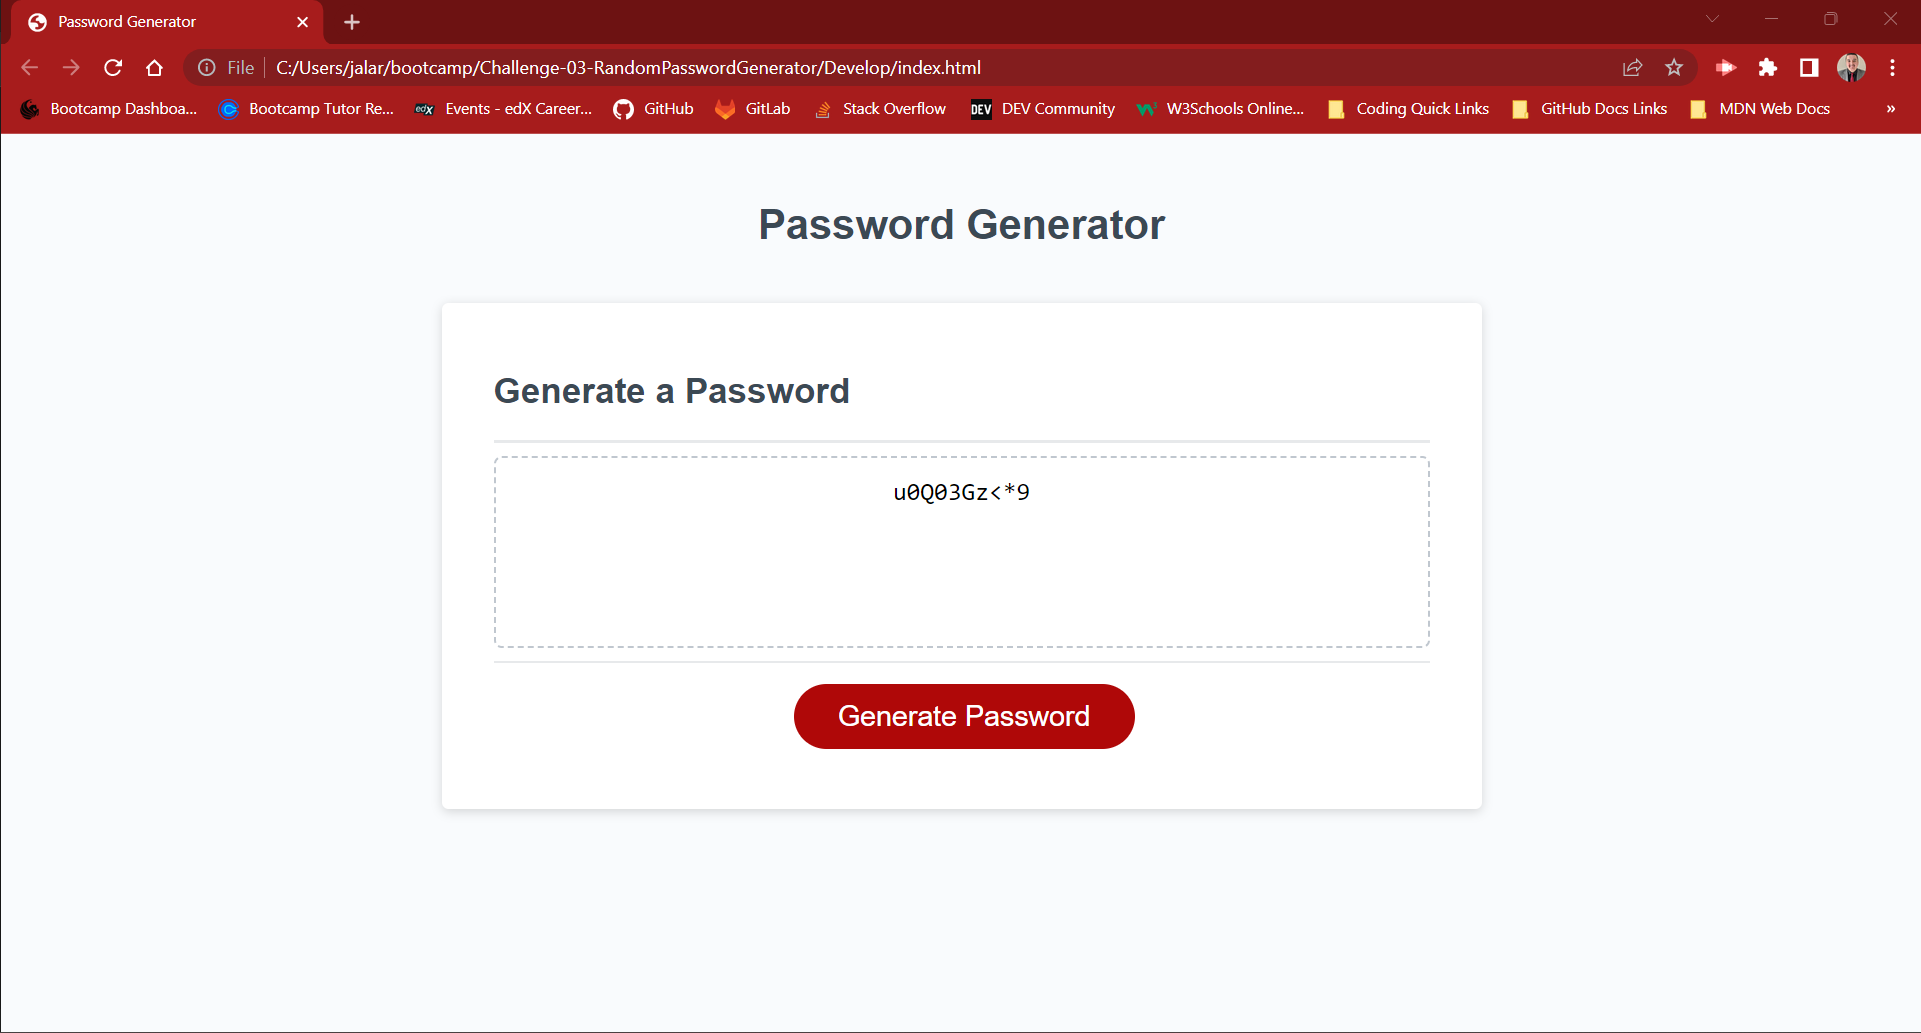 Password Generator
File C:/Users/jalar/bootcamp/Challenge-03-RandomPasswordGenerator/Develop/index.html
Bootcamp Dashboa... Bootcamp Tutor Re... edX Events - edX Career... GitHub GitLab Stack Overflow DEV DEV Community W3Schools Online... Coding Quick Links GitHub Docs Links MDN Web Docs »
Password Generator
Generate a Password
u0Q03Gz<*9
Generate Password